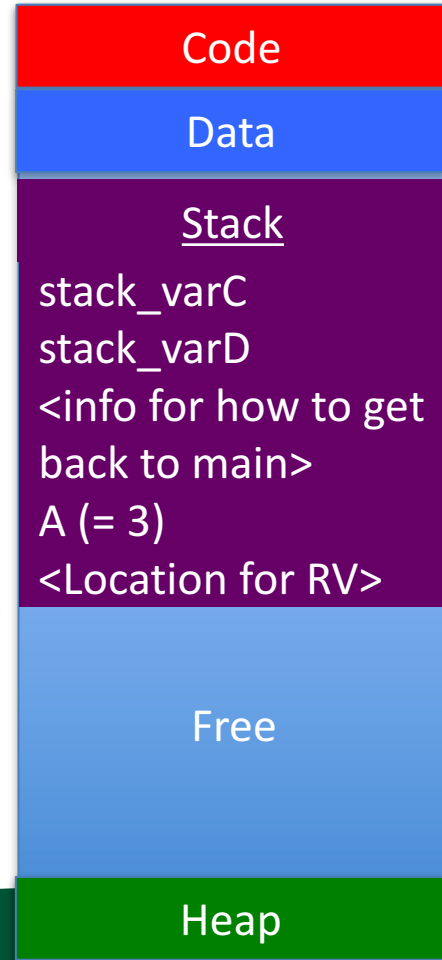 Code
Data
Stack
stack_varC
stack_varD
<info for how to get
back to main>
A (= 3)
<Location for RV>
Free
Heap